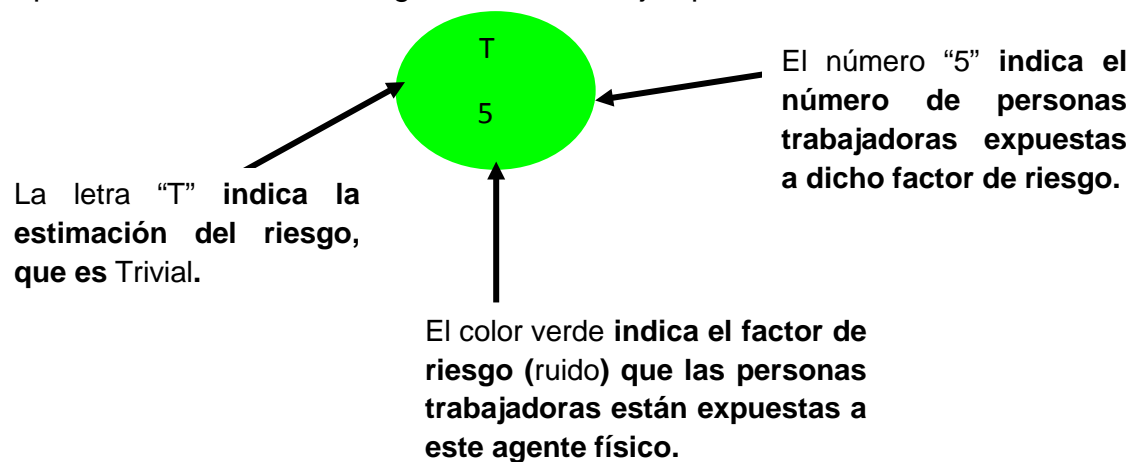 T
5
El número “5” indica el
número de personas
trabajadoras expuestas
a dicho factor de riesgo.
La letra “T” indica la
estimación del riesgo,
que es Trivial.
El color verde indica el factor de
riesgo (ruido) que las personas
trabajadoras están expuestas a
este agente físico.